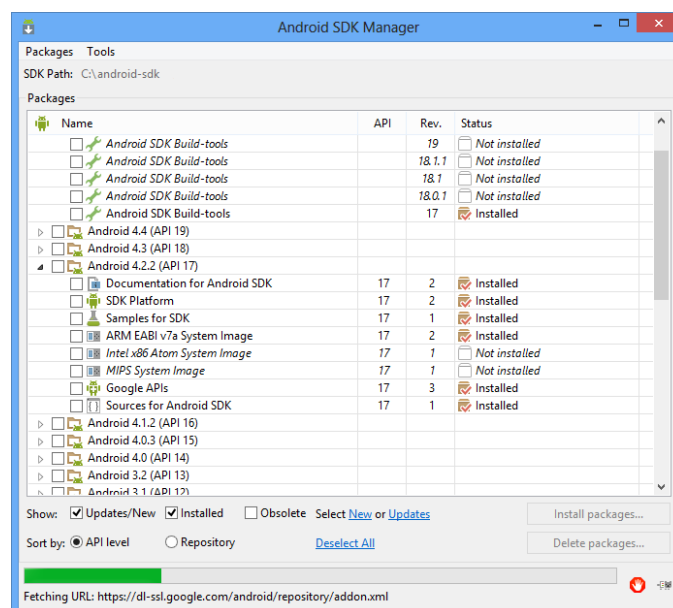 Android SDK Manager
Packages Tools
SDK Path: C:\android-sdk
Packages
Name API Rev. Status
Android SDK Build-tools 19 Not installed
Android SDK Build-tools 18.1.1 Not installed
Android SDK Build-tools 18.1 Not installed
Android SDK Build-tools 18.0.1 Not installed
Android SDK Build-tools 17 Installed
Android 4.4 (API 19)
Android 4.3 (API 18)
Android 4.2.2 (API 17)
Documentation for Android SDK 17 2 Installed
SDK Platform 17 2 Installed
Samples for SDK 17 1 Installed
ARM EABI v7a System Image 17 2 Installed
Intel x86 Atom System Image 17 1 Not installed
MIPS System Image 17 1 Not installed
Google APIs 17 3 Installed
Sources for Android SDK 17 1 Installed
Android 4.1.2 (API 16)
Android 4.0.3 (API 15)
Android 4.0 (API 14)
Android 3.2 (API 13)
Android 3.1 (API 12)
Show: Updates/New Installed Obsolete Select New or Updates Install packages...
Sort by: API level Repository Deselect All Delete packages...
Fetching URL: https://dl-ssl.google.com/android/repository/addon.xml